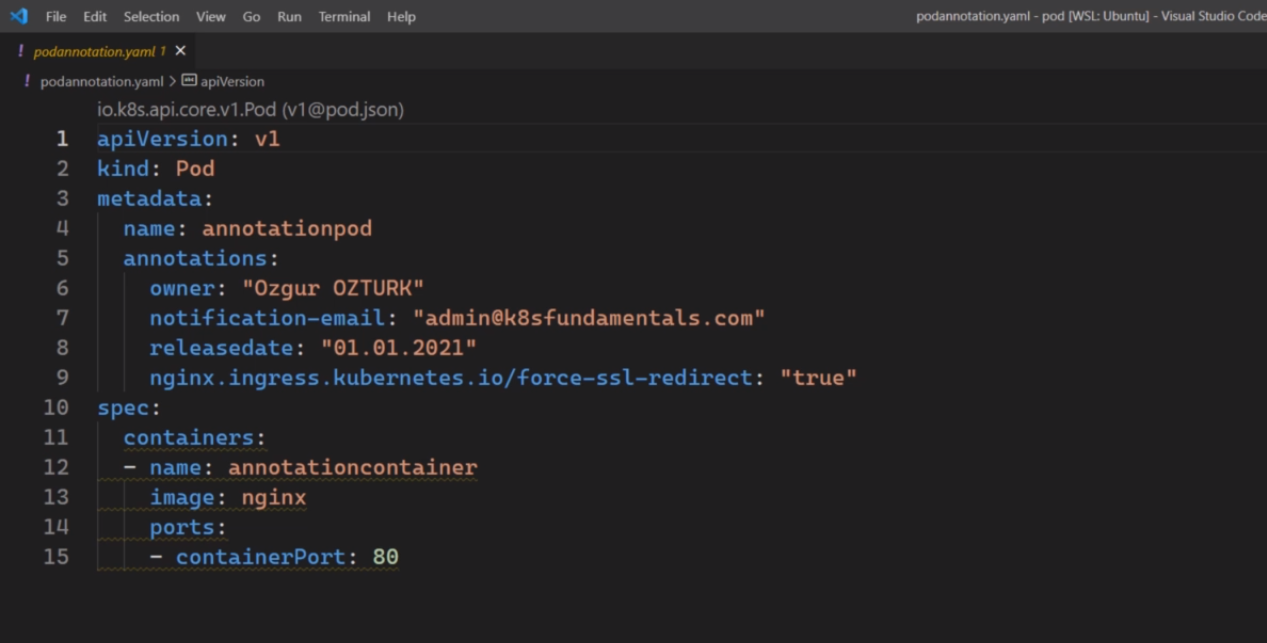 File Edit Selection View Go Run Terminal Help podannotation.yaml - pod [WSL: Ubuntu] - Visual Studio Code
! podannotation.yaml 1 ×
! podannotation.yaml > abc apiVersion
io.k8s.api.core.v1.Pod (v1@pod.json)
1 apiVersion: v1
2 kind: Pod
3 metadata:
4   name: annotationpod
5   annotations:
6     owner: "Ozgur OZTURK"
7     notification-email: "admin@k8sfundamentals.com"
8     releasedate: "01.01.2021"
9     nginx.ingress.kubernetes.io/force-ssl-redirect: "true"
10 spec:
11   containers:
12   - name: annotationcontainer
13     image: nginx
14     ports:
15     - containerPort: 80